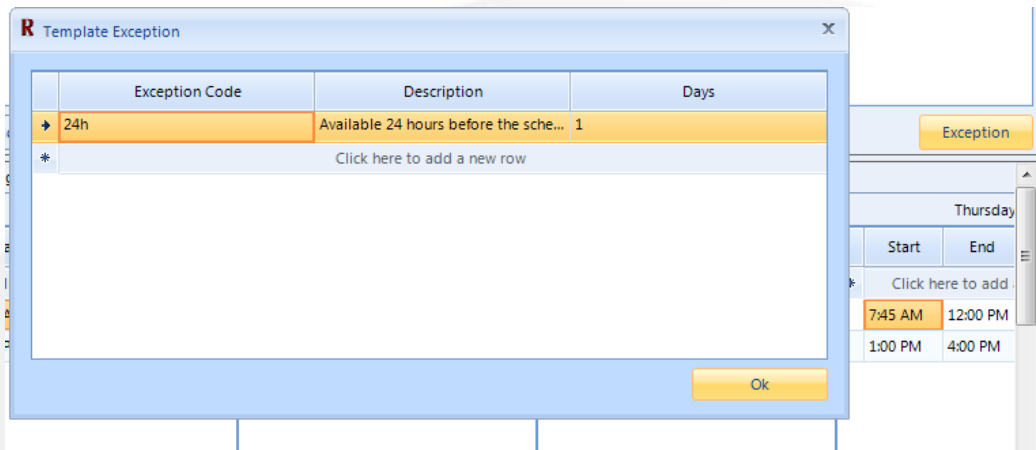 R Template Exception x
Exception Code Description Days
24h Available 24 hours before the sche... 1
Click here to add a new row
Ok
Exception
Thursday
Start End
Click here to add
7:45 AM 12:00 PM
1:00 PM 4:00 PM